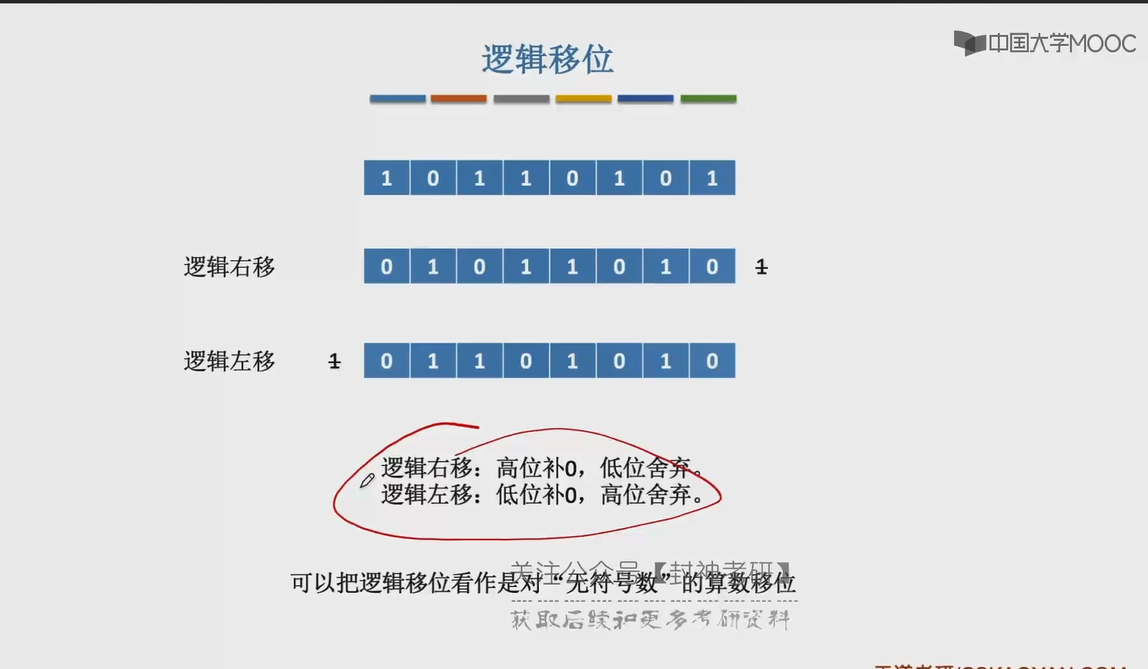 中国大学MOOC
逻辑移位
1 0 1 1 0 1 0 1
逻辑右移 0 1 0 1 1 0 1 0 1
逻辑左移 1 0 1 1 0 1 0 1 0
逻辑右移：高位补0，低位舍弃。
逻辑左移：低位补0，高位舍弃。
关注公众号【封神考研】
可以把逻辑移位看作是对“无符号数”的算数移位
获取后续和更多考研资料